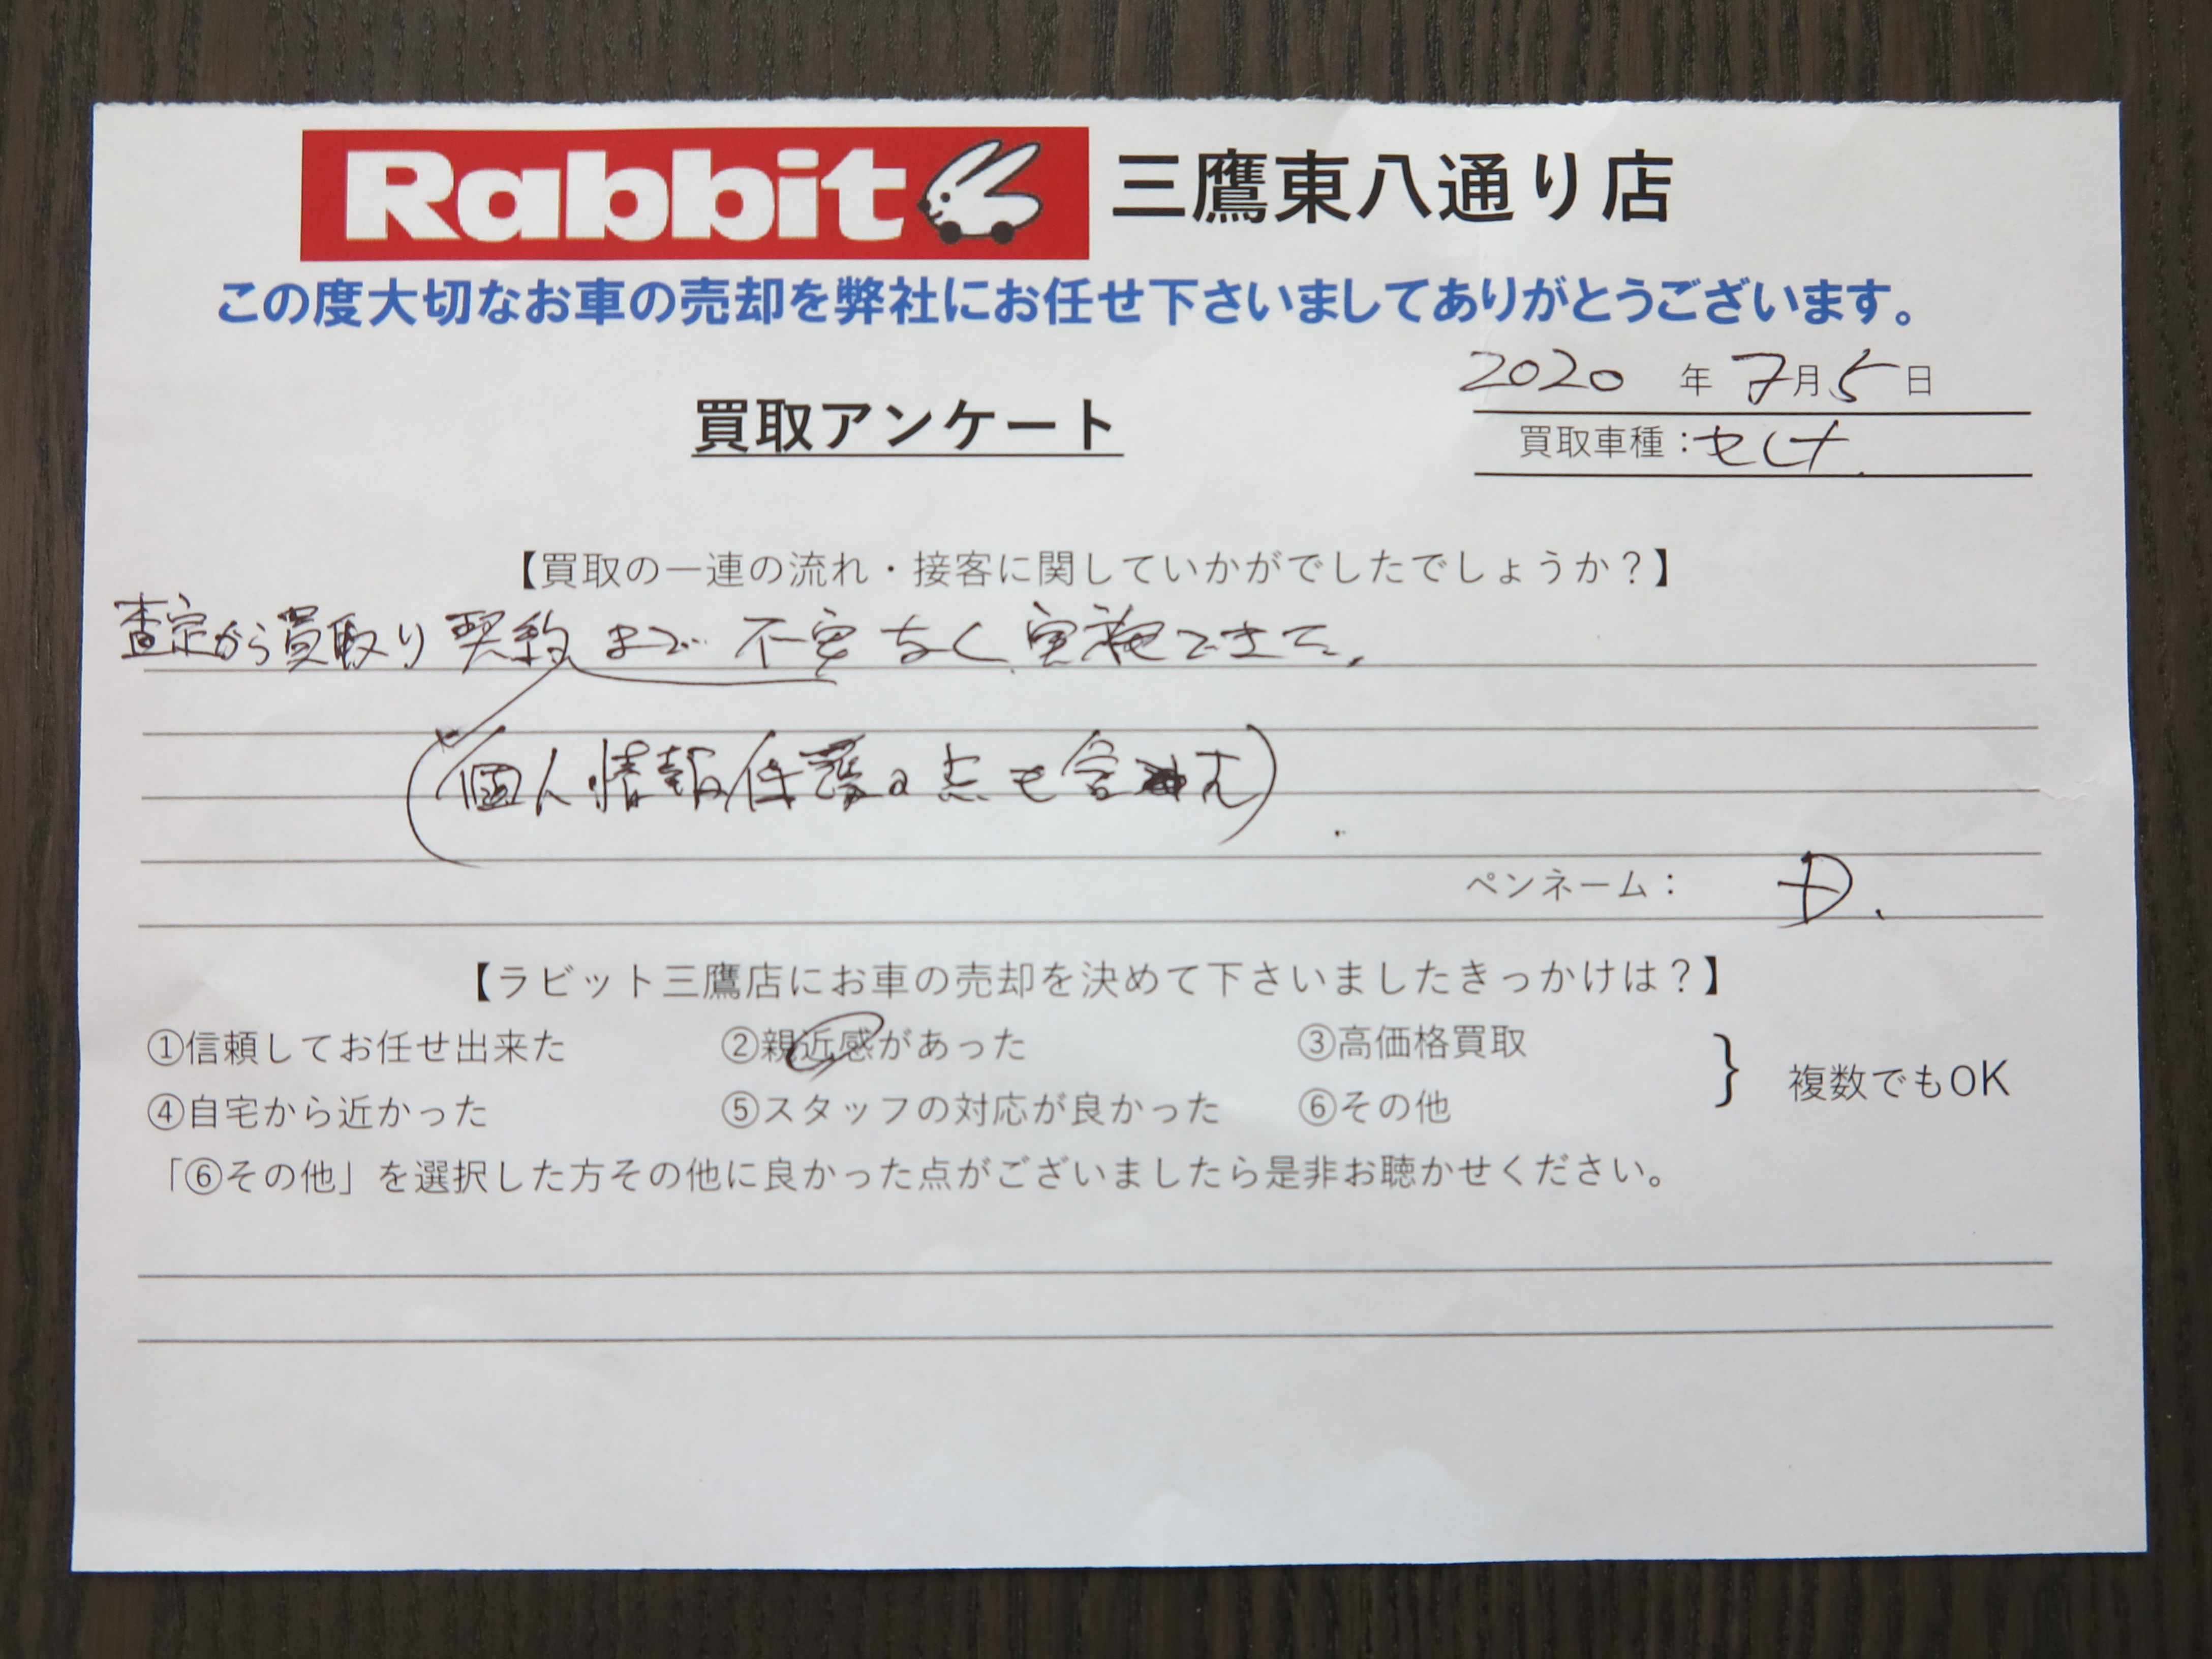 Rabbit 三鷹東八通り店
この度大切なお車の売却を弊社にお任せ下さいましてありがとうございます。
2020 年 7月5日
買取アンケート
買取車種:セレナ.
【買取の一連の流れ・接客に関していかがでしたでしょうか?】
査定から買取り契約まで不安なく実施できた。
(個人情報保護の点も含む)
ペンネーム: D.
【ラビット三鷹店にお車の売却を決めて下さいましたきっかけは?】
①信頼してお任せ出来た ②親近感があった ③高価格買取
} 複数でもOK
④自宅から近かった ⑤スタッフの対応が良かった ⑥その他
「⑥その他」を選択した方その他に良かった点がございましたら是非お聴かせください。